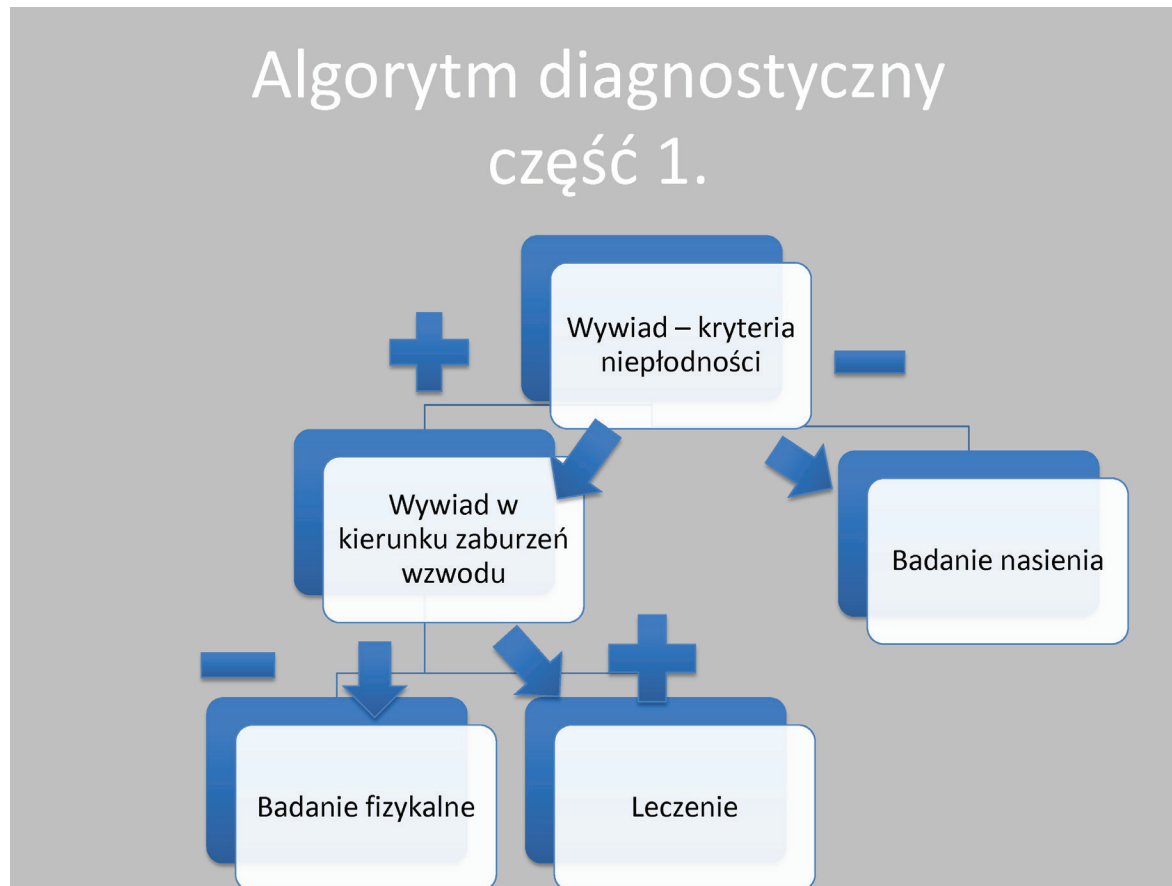 Algorytm diagnostyczny
część 1.
Wywiad – kryteria
niepłodności
Wywiad w
kierunku zaburzeń
wzwodu
Badanie nasienia
Badanie fizykalne
Leczenie